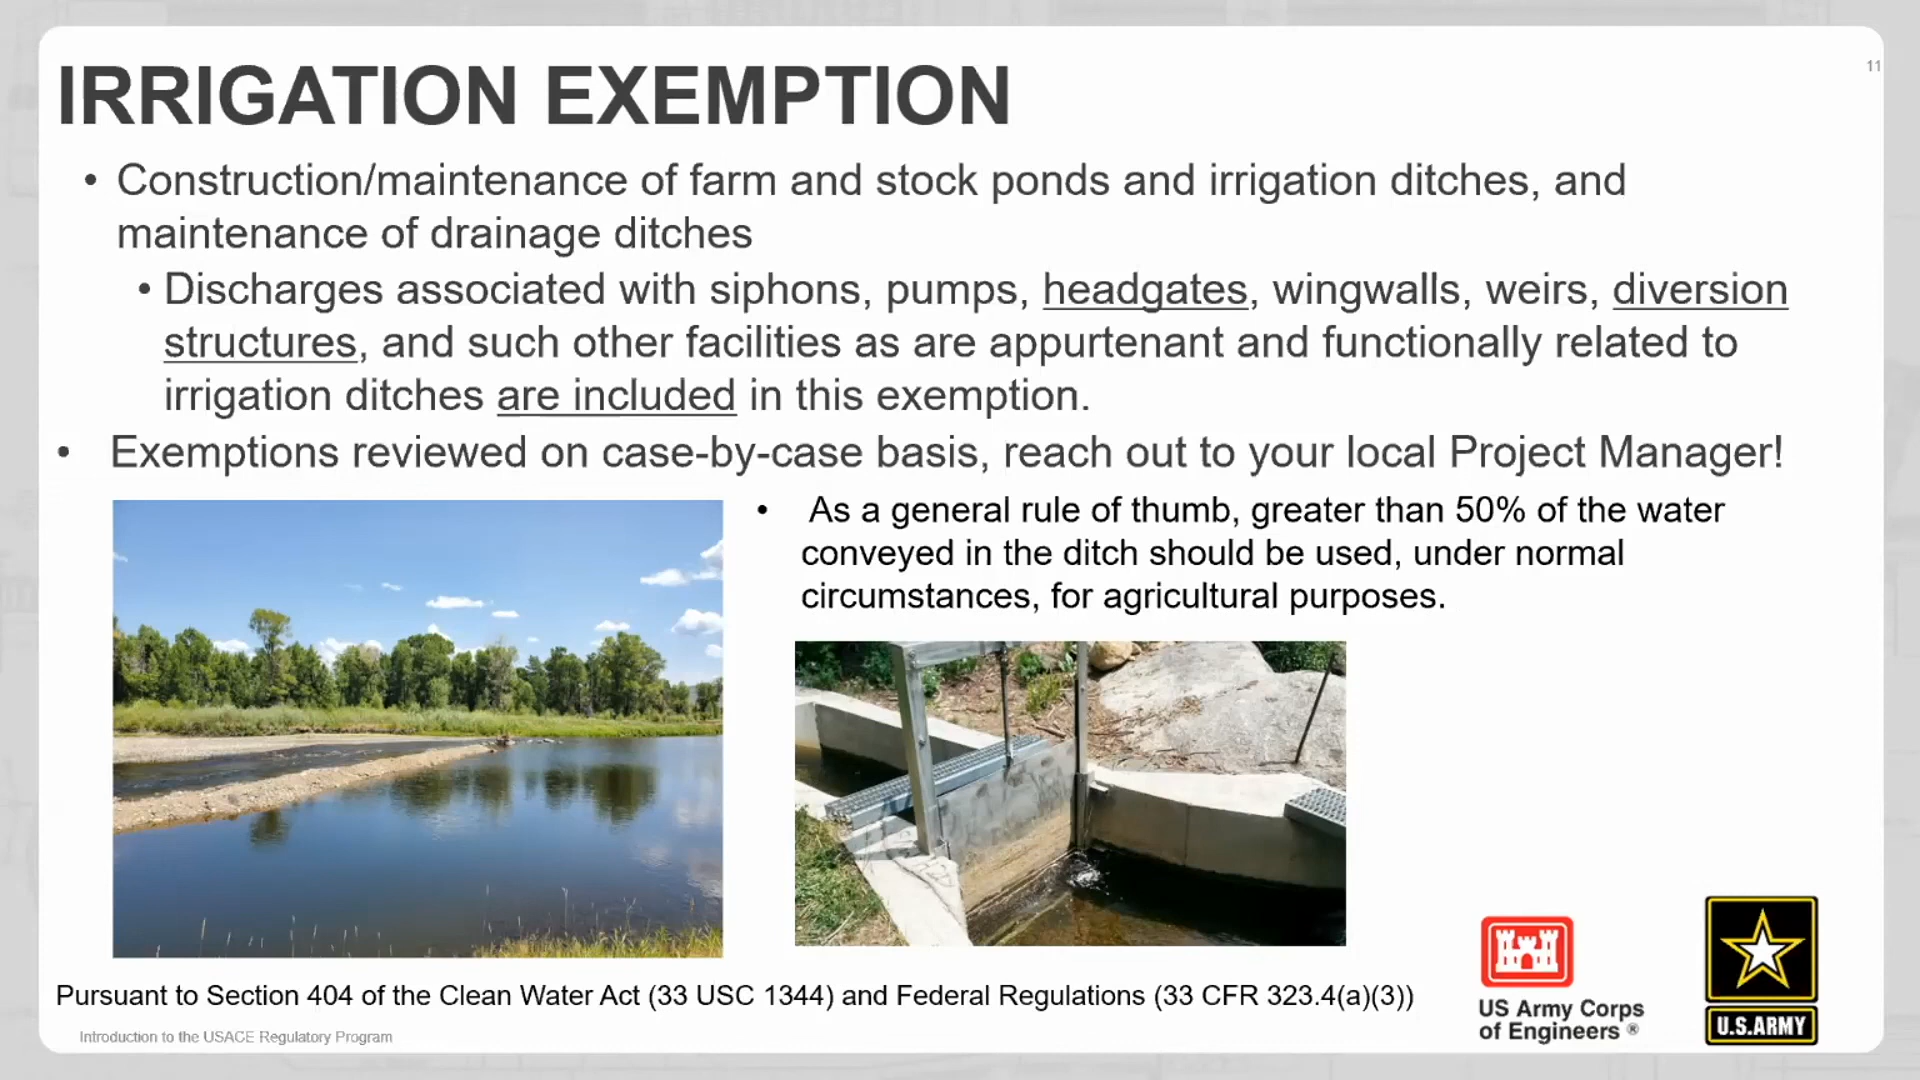 11
IRRIGATION EXEMPTION
• Construction/maintenance of farm and stock ponds and irrigation ditches, and
maintenance of drainage ditches
• Discharges associated with siphons, pumps, headgates, wingwalls, weirs, diversion
structures, and such other facilities as are appurtenant and functionally related to
irrigation ditches are included in this exemption.
• Exemptions reviewed on case-by-case basis, reach out to your local Project Manager!
• As a general rule of thumb, greater than 50% of the water
conveyed in the ditch should be used, under normal
circumstances, for agricultural purposes.
Pursuant to Section 404 of the Clean Water Act (33 USC 1344) and Federal Regulations (33 CFR 323.4(a)(3))
Introduction to the USACE Regulatory Program
US Army Corps
of Engineers ®
U.S.ARMY